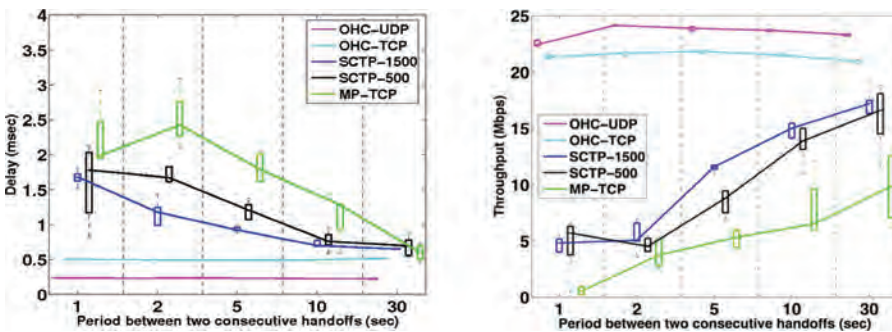 4
3.5
3
2.5
2
1.5
1
0.5
0
Delay (msec)
OHC-UDP
OHC-TCP
SCTP-1500
SCTP-500
MP-TCP
1
2
5
10
30
Period between two consecutive handoffs (sec)
25
20
15
10
5
0
Throughput (Mbps)
OHC-UDP
OHC-TCP
SCTP-1500
SCTP-500
MP-TCP
1
2
5
10
30
Period between two consecutive handoffs (sec)